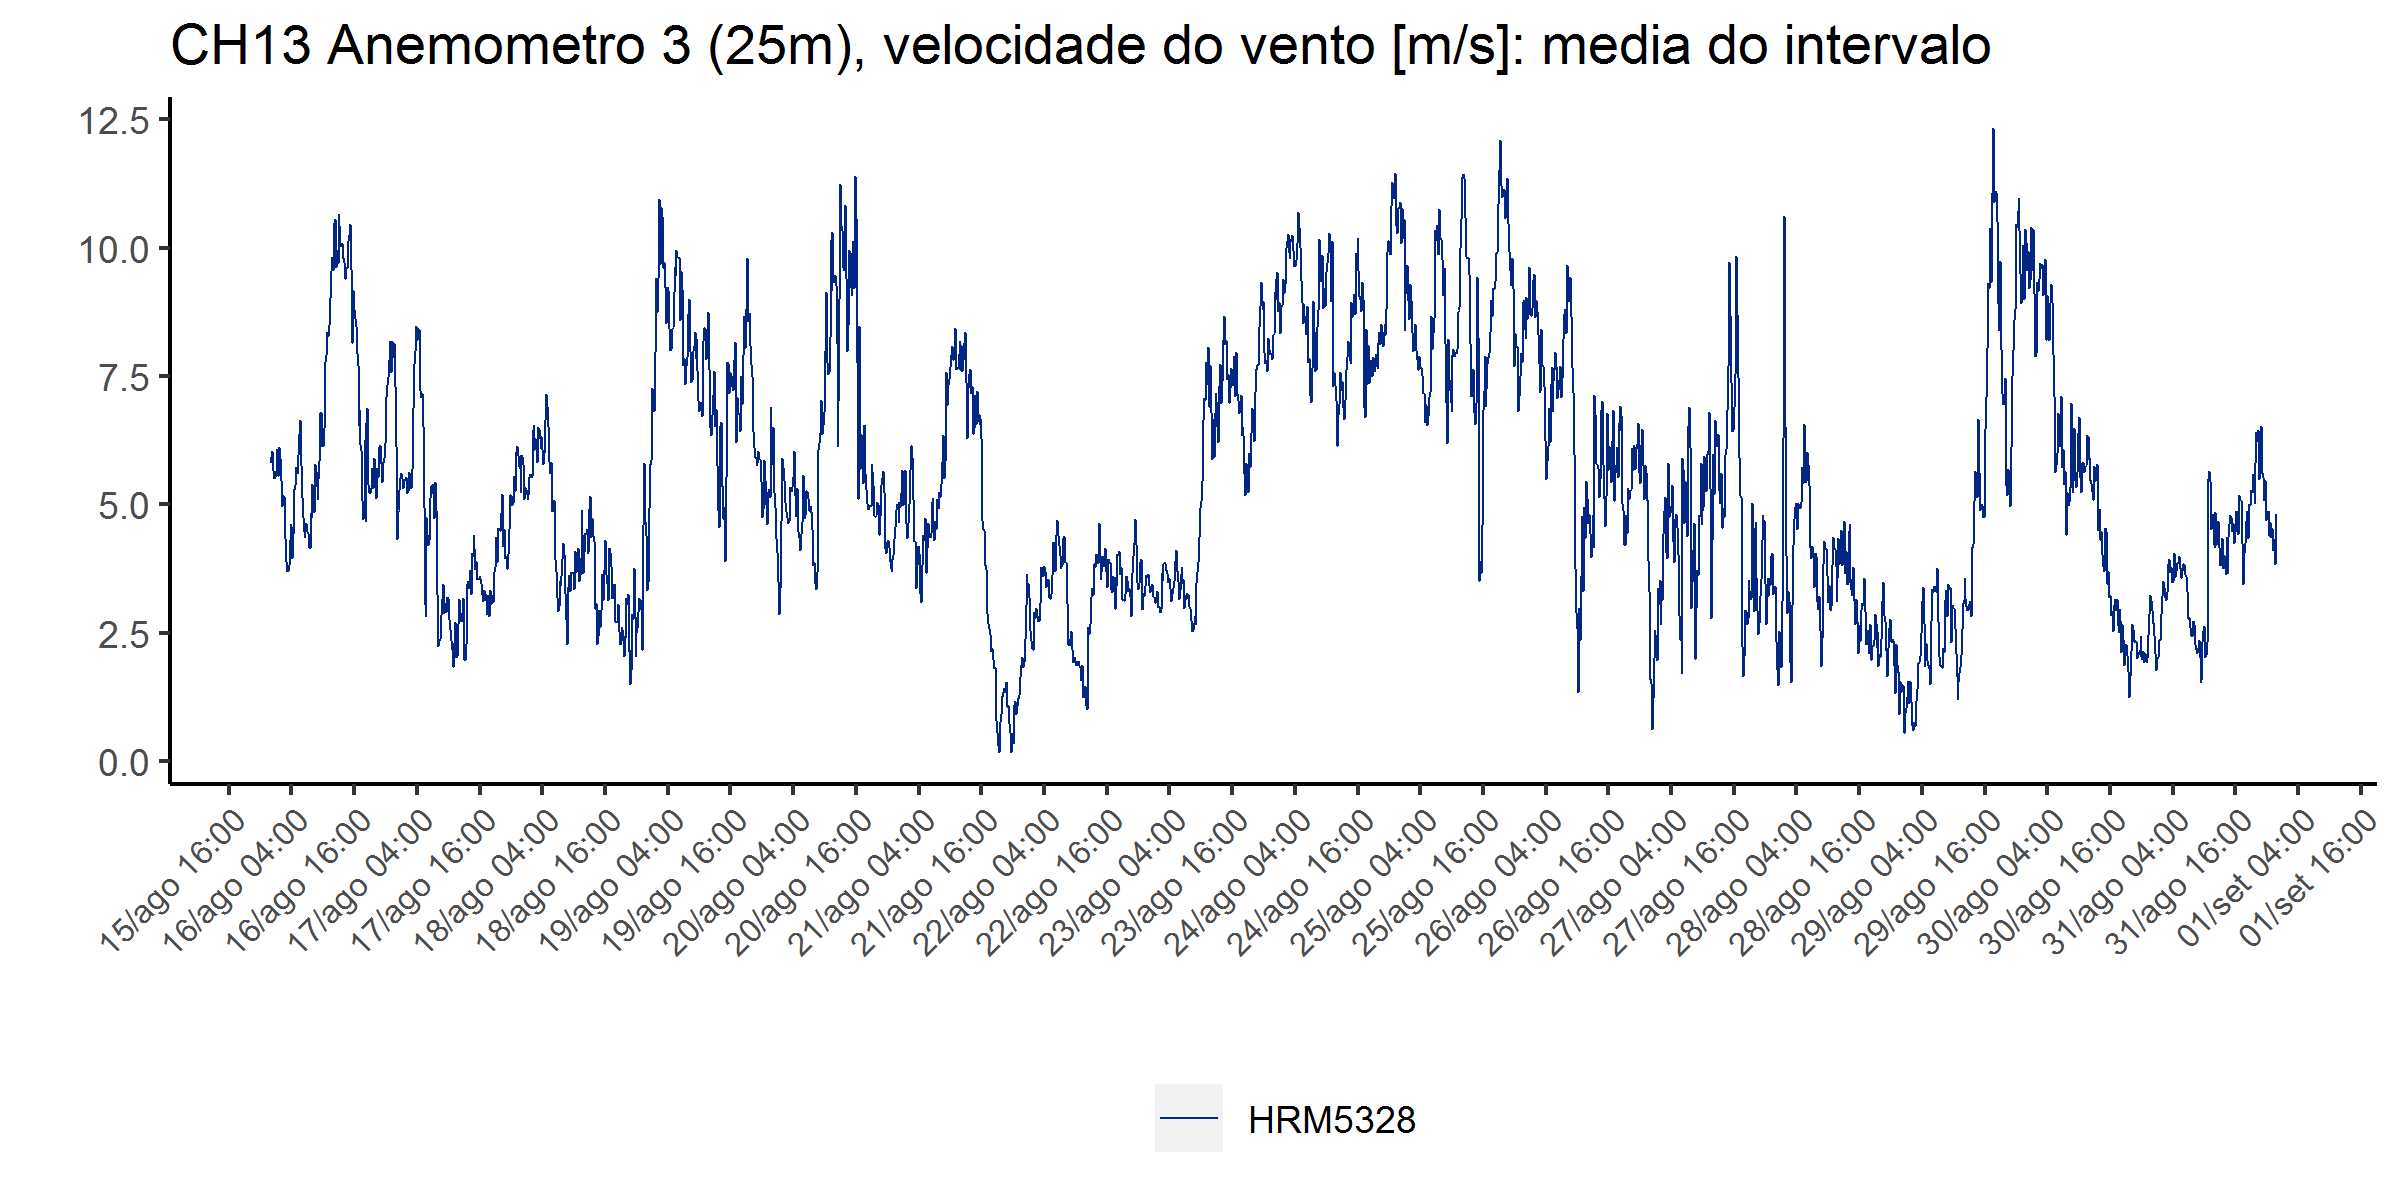 CH13 Anemometro 3 (25m), velocidade do vento [m/s]: media do intervalo
12.5
10.0
7.5
5.0
2.5
0.0
15/ago 16:00
16/ago 04:00
16/ago 16:00
17/ago 04:00
17/ago 16:00
18/ago 04:00
18/ago 16:00
19/ago 04:00
19/ago 16:00
20/ago 04:00
20/ago 16:00
21/ago 04:00
21/ago 16:00
22/ago 04:00
22/ago 16:00
23/ago 04:00
23/ago 16:00
24/ago 04:00
24/ago 16:00
25/ago 04:00
25/ago 16:00
26/ago 04:00
26/ago 16:00
27/ago 04:00
27/ago 16:00
28/ago 04:00
28/ago 16:00
29/ago 04:00
29/ago 16:00
30/ago 04:00
30/ago 16:00
31/ago 04:00
31/ago 16:00
01/set 04:00
01/set 16:00
HRM5328